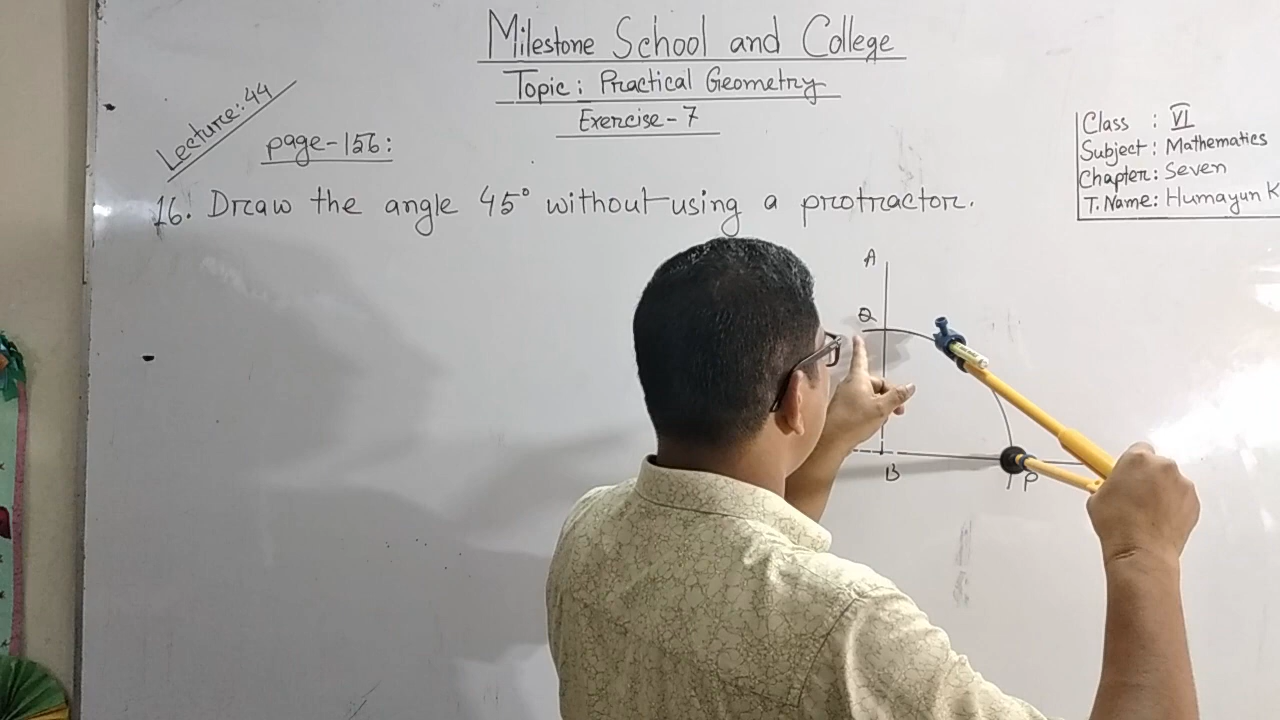 Milestone School and College
Topic: Practical Geometry
Exercise-7
Lecture:44
page-156:
Class : VI
Subject: Mathematics
Chapter: Seven
T. Name: Humayun K
16. Draw the angle 45° without using a protractor.
A
Q
B
P